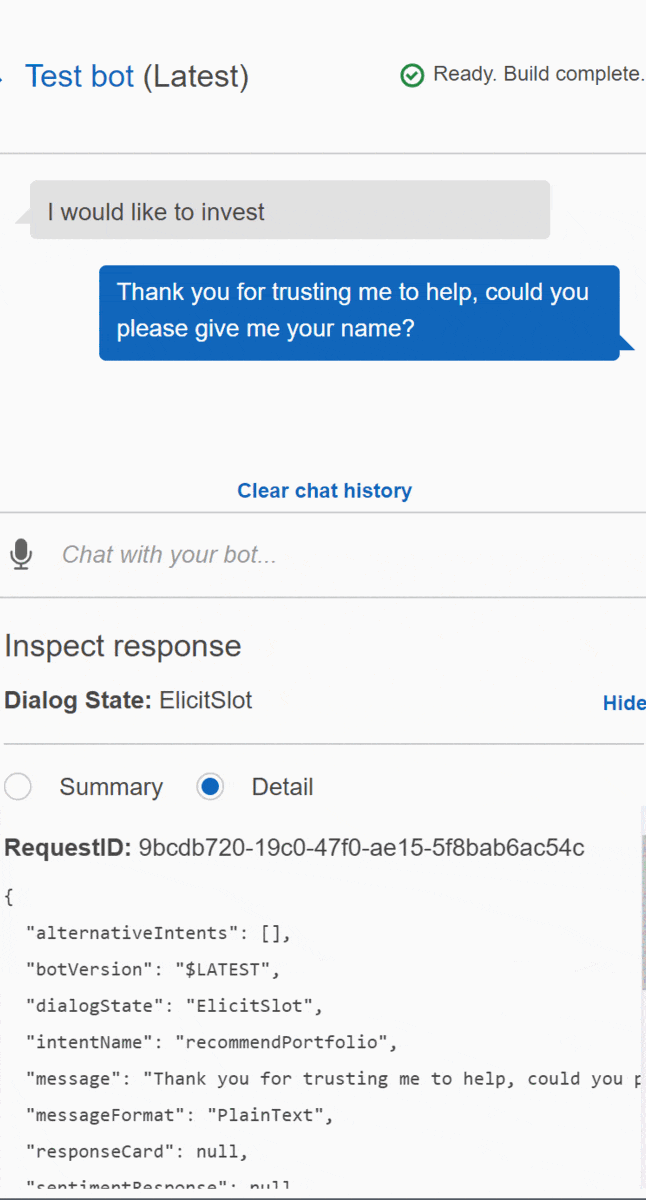 Test bot (Latest)
Ready. Build complete.
I would like to invest
Thank you for trusting me to help, could you
please give me your name?
Clear chat history
Chat with your bot...
Inspect response
Dialog State: ElicitSlot
Hide
Summary
Detail
RequestID: 9bcdb720-19c0-47f0-ae15-5f8bab6ac54c
{
"alternativeIntents": [],
"botVersion": "$LATEST",
"dialogState": "ElicitSlot",
"intentName": "recommendPortfolio",
"message": "Thank you for trusting me to help, could you
"messageFormat": "PlainText",
"responseCard": null,
"sentimentResponse": null